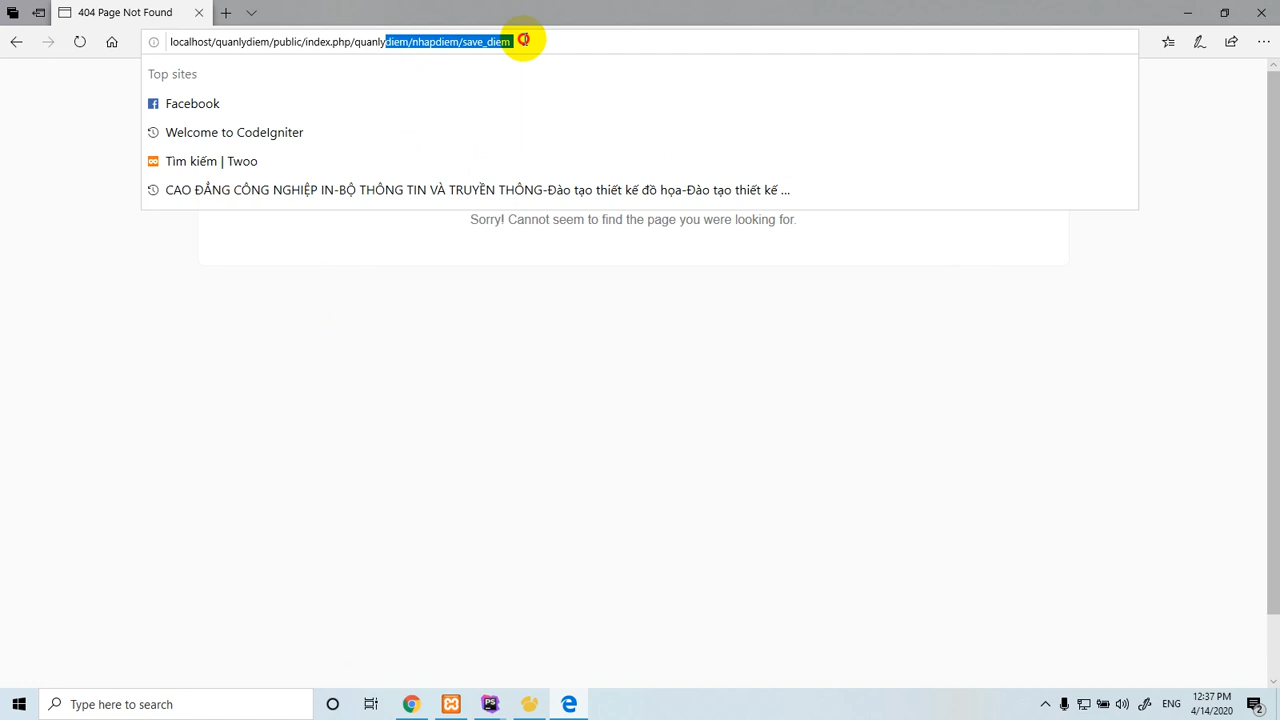 404 Page Not Found
localhost/quanlydiem/public/index.php/quanlydiem/nhapdiem/save_diem
Top sites
Facebook
Welcome to CodeIgniter
Tìm kiếm | Twoo
CAO ĐẲNG CÔNG NGHIỆP IN-BỘ THÔNG TIN VÀ TRUYỀN THÔNG-Đào tạo thiết kế đồ họa-Đào tạo thiết kế ...
Sorry! Cannot seem to find the page you were looking for.
Type here to search
PS
ENG
12:37 PM
4/14/2020
2